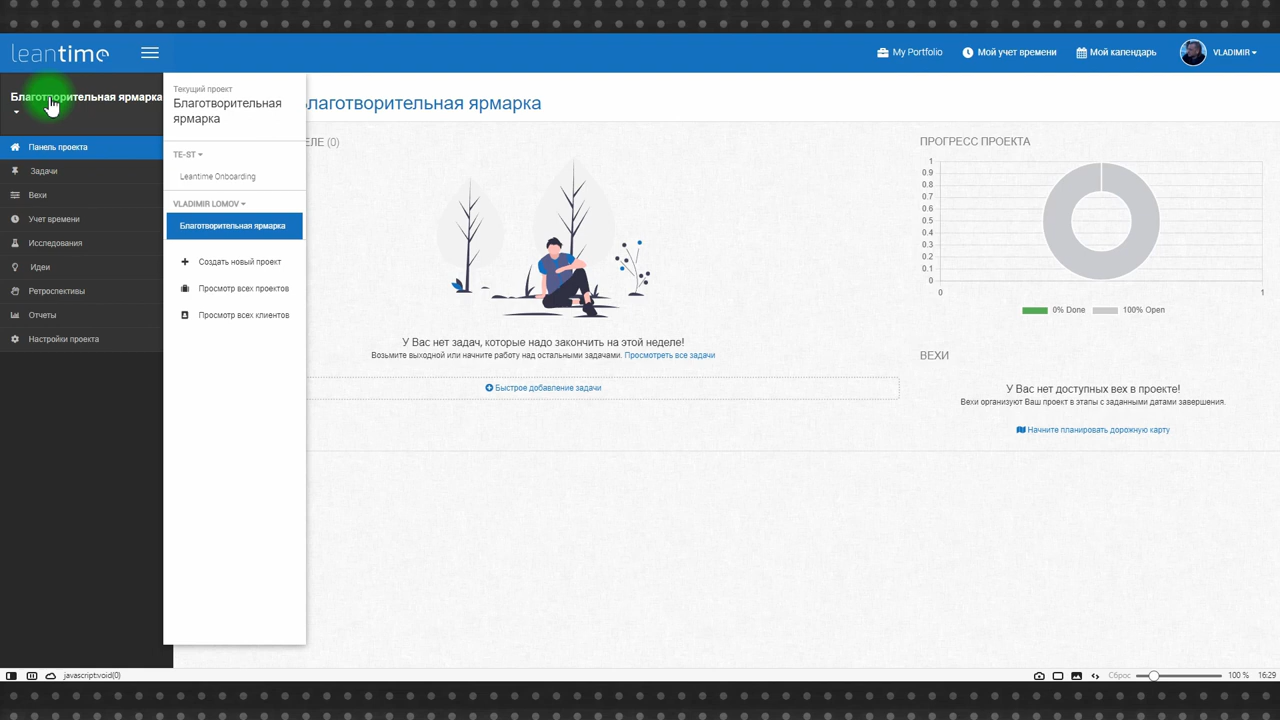 leantime
My Portfolio
Мой учет времени
Мой календарь
VLADIMIR
Благотворительная ярмарка
Панель проекта
Задачи
Вехи
Учет времени
Исследования
Идеи
Ретроспективы
Отчеты
Настройки проекта
Текущий проект
Благотворительная
ярмарка
TE-ST
Leantime Onboarding
VLADIMIR LOMOV
Благотворительная ярмарка
Создать новый проект
Просмотр всех проектов
Просмотр всех клиентов
лаготворительная ярмарка
ЕЛЕ (0)
У Вас нет задач, которые надо закончить на этой неделе!
Возьмите выходной или начните работу над остальными задачами. Просмотреть все задачи
Быстрое добавление задачи
ПРОГРЕСС ПРОЕКТА
1
0.9
0.8
0.7
0.6
0.5
0.4
0.3
0.2
0.1
0
0 1
0% Done 100% Open
ВЕХИ
У Вас нет доступных вех в проекте!
Вехи организуют Ваш проект в этапы с заданными датами завершения.
Начните планировать дорожную карту
javascript:void(0)
Сброс
100 %
16:29